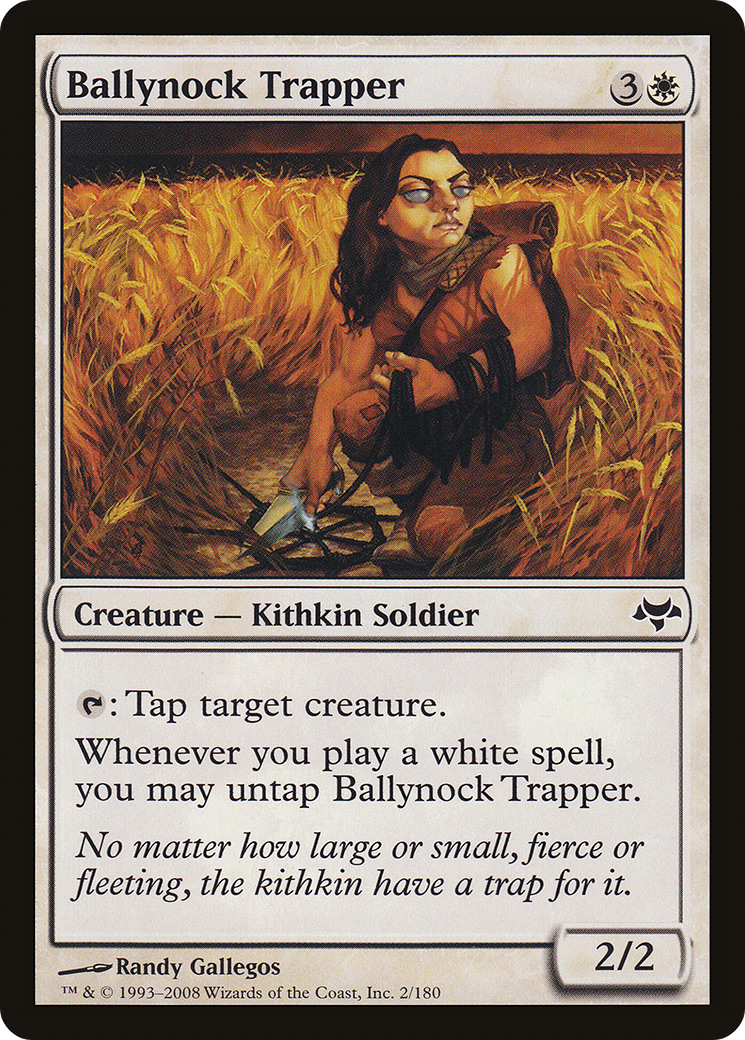 Ballynock Trapper 3
Creature — Kithkin Soldier
: Tap target creature.
Whenever you play a white spell,
you may untap Ballynock Trapper.
No matter how large or small, fierce or
fleeting, the kithkin have a trap for it.
2/2
Randy Gallegos
™ & © 1993–2008 Wizards of the Coast, Inc. 2/180